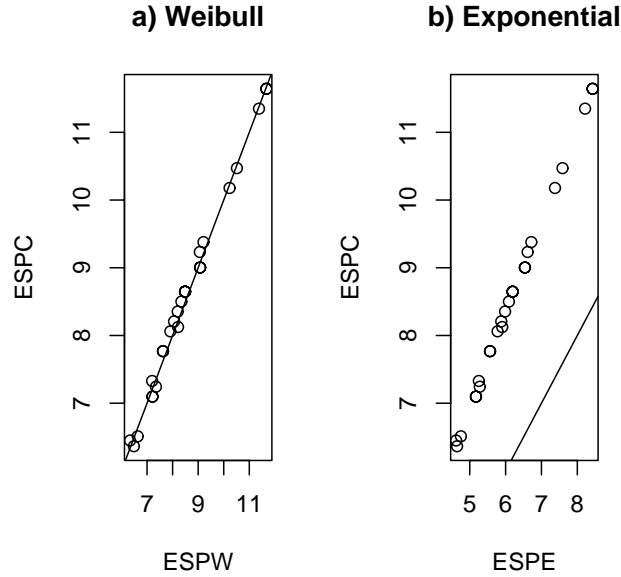 a) Weibull
11
10
9
8
7
ESPC
7 9 11
ESPW
b) Exponential
11
10
9
8
7
ESPC
5 6 7 8
ESPE